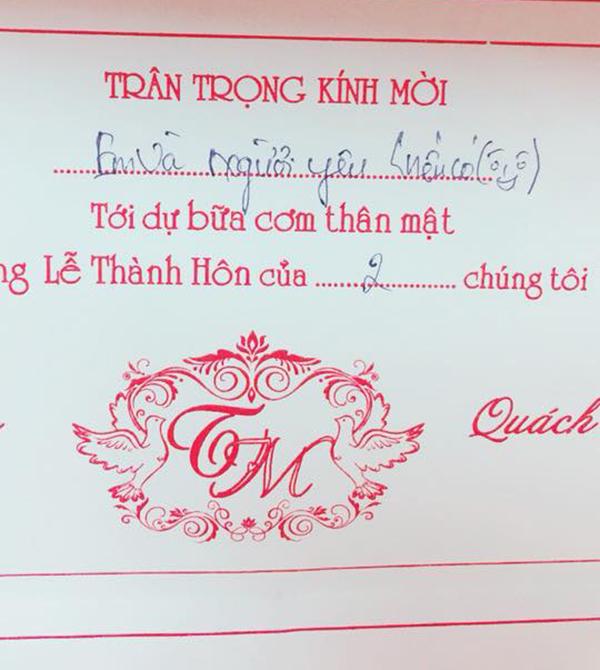 TRÂN TRỌNG KÍNH MỜI
Em và người yêu (nếu có)
Tới dự bữa cơm thân mật
ng Lễ Thành Hôn của ...2... chúng tôi
TM
Quách